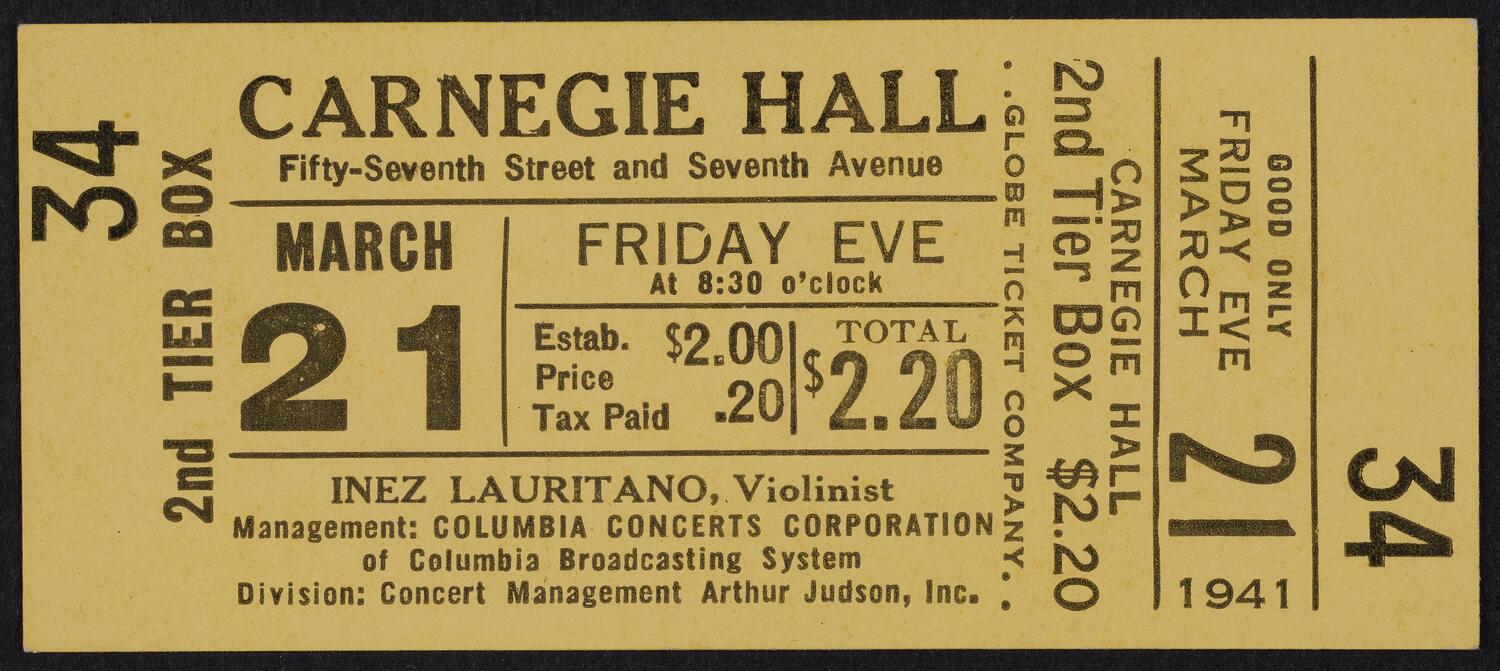 34
2nd TIER BOX
CARNEGIE HALL
Fifty-Seventh Street and Seventh Avenue
MARCH
21
FRIDAY EVE
At 8:30 o'clock
Estab. $2.00
Price
Tax Paid .20
TOTAL
$2.20
INEZ LAURITANO, Violinist
Management: COLUMBIA CONCERTS CORPORATION
of Columbia Broadcasting System
Division: Concert Management Arthur Judson, Inc.
..GLOBE TICKET COMPANY..
CARNEGIE HALL
2nd Tier Box $2.20
GOOD ONLY
FRIDAY EVE
MARCH
21
1941
34